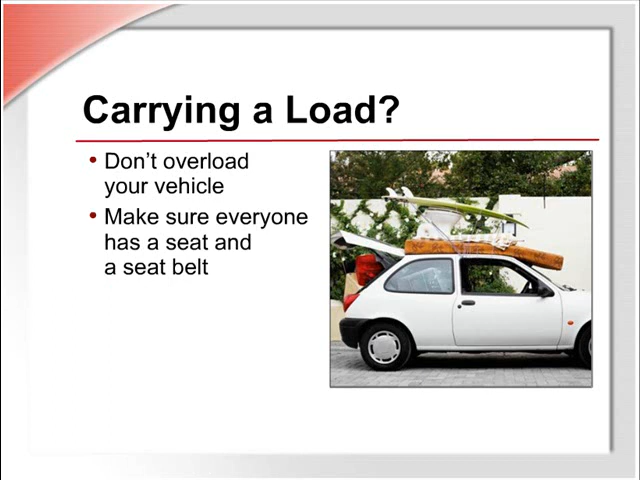 Carrying a Load?
• Don’t overload
your vehicle
• Make sure everyone
has a seat and
a seat belt